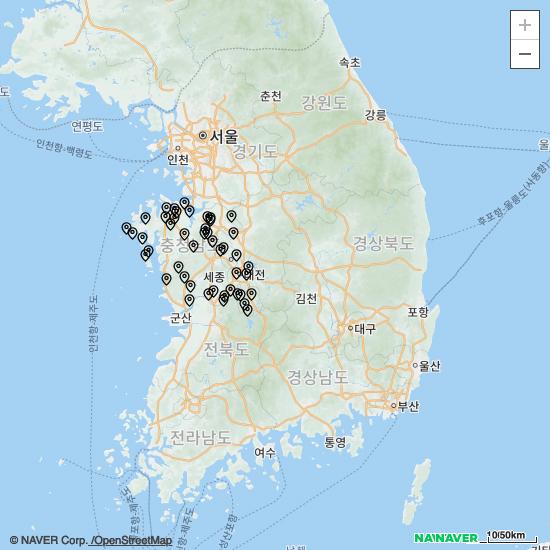 +
−
속초
춘천
강원도
강릉
연평도
서울
인천항-백령도
인천
경기도
울
후포항-울릉도(사동항)
충청남
경상북도
세종
대전
김천
인천항-제주도
군산
포항
대구
전북도
울산
경상남도
부산
전라남도
통영
여수
© NAVER Corp. /OpenStreetMap
NAVER
10/50km